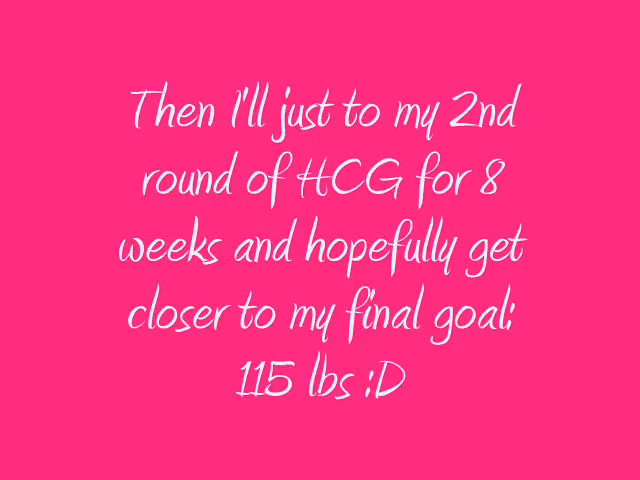 Then I'll just to my 2nd
round of HCG for 8
weeks and hopefully get
closer to my final goal:
115 lbs :D